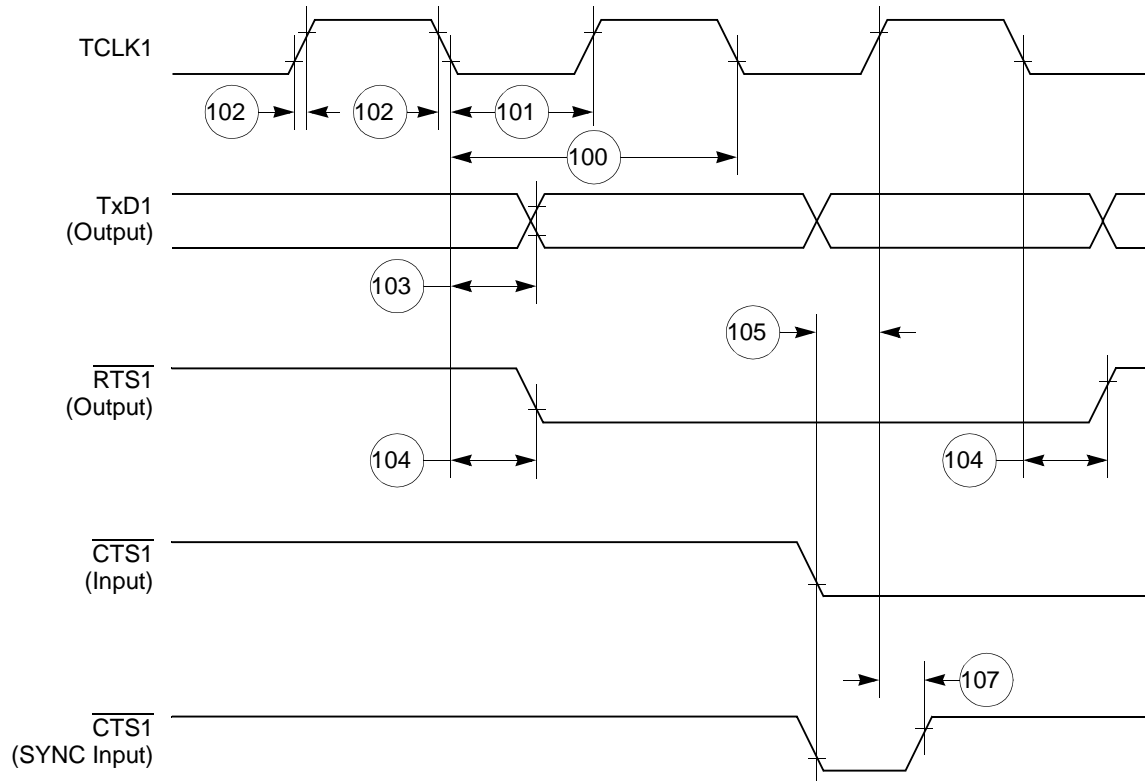 TCLK1
102
102
101
100
TxD1
(Output)
103
105
RTS1
(Output)
104
104
CTS1
(Input)
107
CTS1
(SYNC Input)